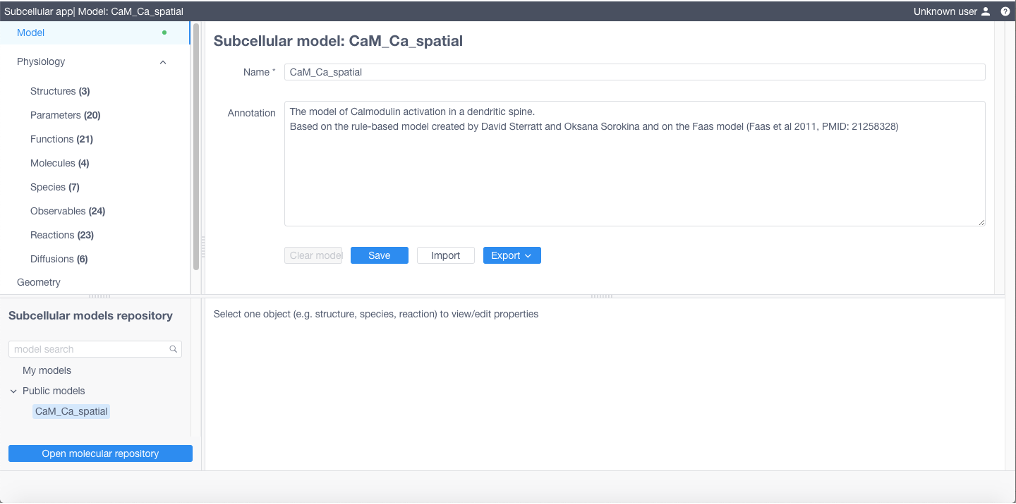 Subcellular app| Model: CaM_Ca_spatial
Unknown user
Model
Physiology
Structures (3)
Parameters (20)
Functions (21)
Molecules (4)
Species (7)
Observables (24)
Reactions (23)
Diffusions (6)
Geometry
Subcellular model: CaM_Ca_spatial
Name *
CaM_Ca_spatial
Annotation
The model of Calmodulin activation in a dendritic spine.
Based on the rule-based model created by David Sterratt and Oksana Sorokina and on the Faas model (Faas et al 2011, PMID: 21258328)
Clear model
Save
Import
Export
Subcellular models repository
model search
My models
Public models
CaM_Ca_spatial
Open molecular repository
Select one object (e.g. structure, species, reaction) to view/edit properties